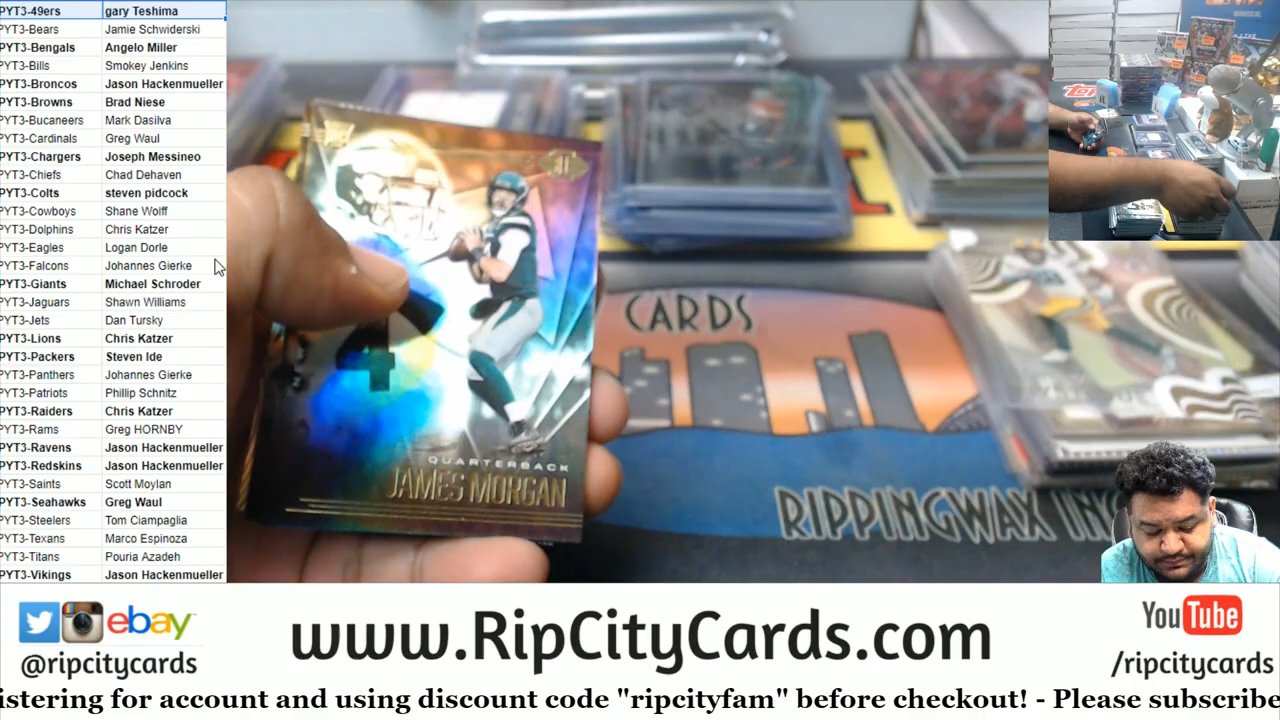 PYT3-49ers gary Teshima
PYT3-Bears Jamie Schwiderski
PYT3-Bengals Angelo Miller
PYT3-Bills Smokey Jenkins
PYT3-Broncos Jason Hackenmueller
PYT3-Browns Brad Niese
PYT3-Bucaneers Mark Dasilva
PYT3-Cardinals Greg Waul
PYT3-Chargers Joseph Messineo
PYT3-Chiefs Chad Dehaven
PYT3-Colts steven pidcock
PYT3-Cowboys Shane Wolff
PYT3-Dolphins Chris Katzer
PYT3-Eagles Logan Dorle
PYT3-Falcons Johannes Gierke
PYT3-Giants Michael Schroder
PYT3-Jaguars Shawn Williams
PYT3-Jets Dan Tursky
PYT3-Lions Chris Katzer
PYT3-Packers Steven Ide
PYT3-Panthers Johannes Gierke
PYT3-Patriots Phillip Schnitz
PYT3-Raiders Chris Katzer
PYT3-Rams Greg HORNBY
PYT3-Ravens Jason Hackenmueller
PYT3-Redskins Jason Hackenmueller
PYT3-Saints Scott Moylan
PYT3-Seahawks Greg Waul
PYT3-Steelers Tom Ciampaglia
PYT3-Texans Marco Espinoza
PYT3-Titans Pouria Azadeh
PYT3-Vikings Jason Hackenmueller
QUARTERBACK
JAMES MORGAN
CARDS
RIPPINGWAX INC
ebay
@ripcitycards
www.RipCityCards.com
YouTube
/ripcitycards
istering for account and using discount code "ripcityfam" before checkout! - Please subscribe